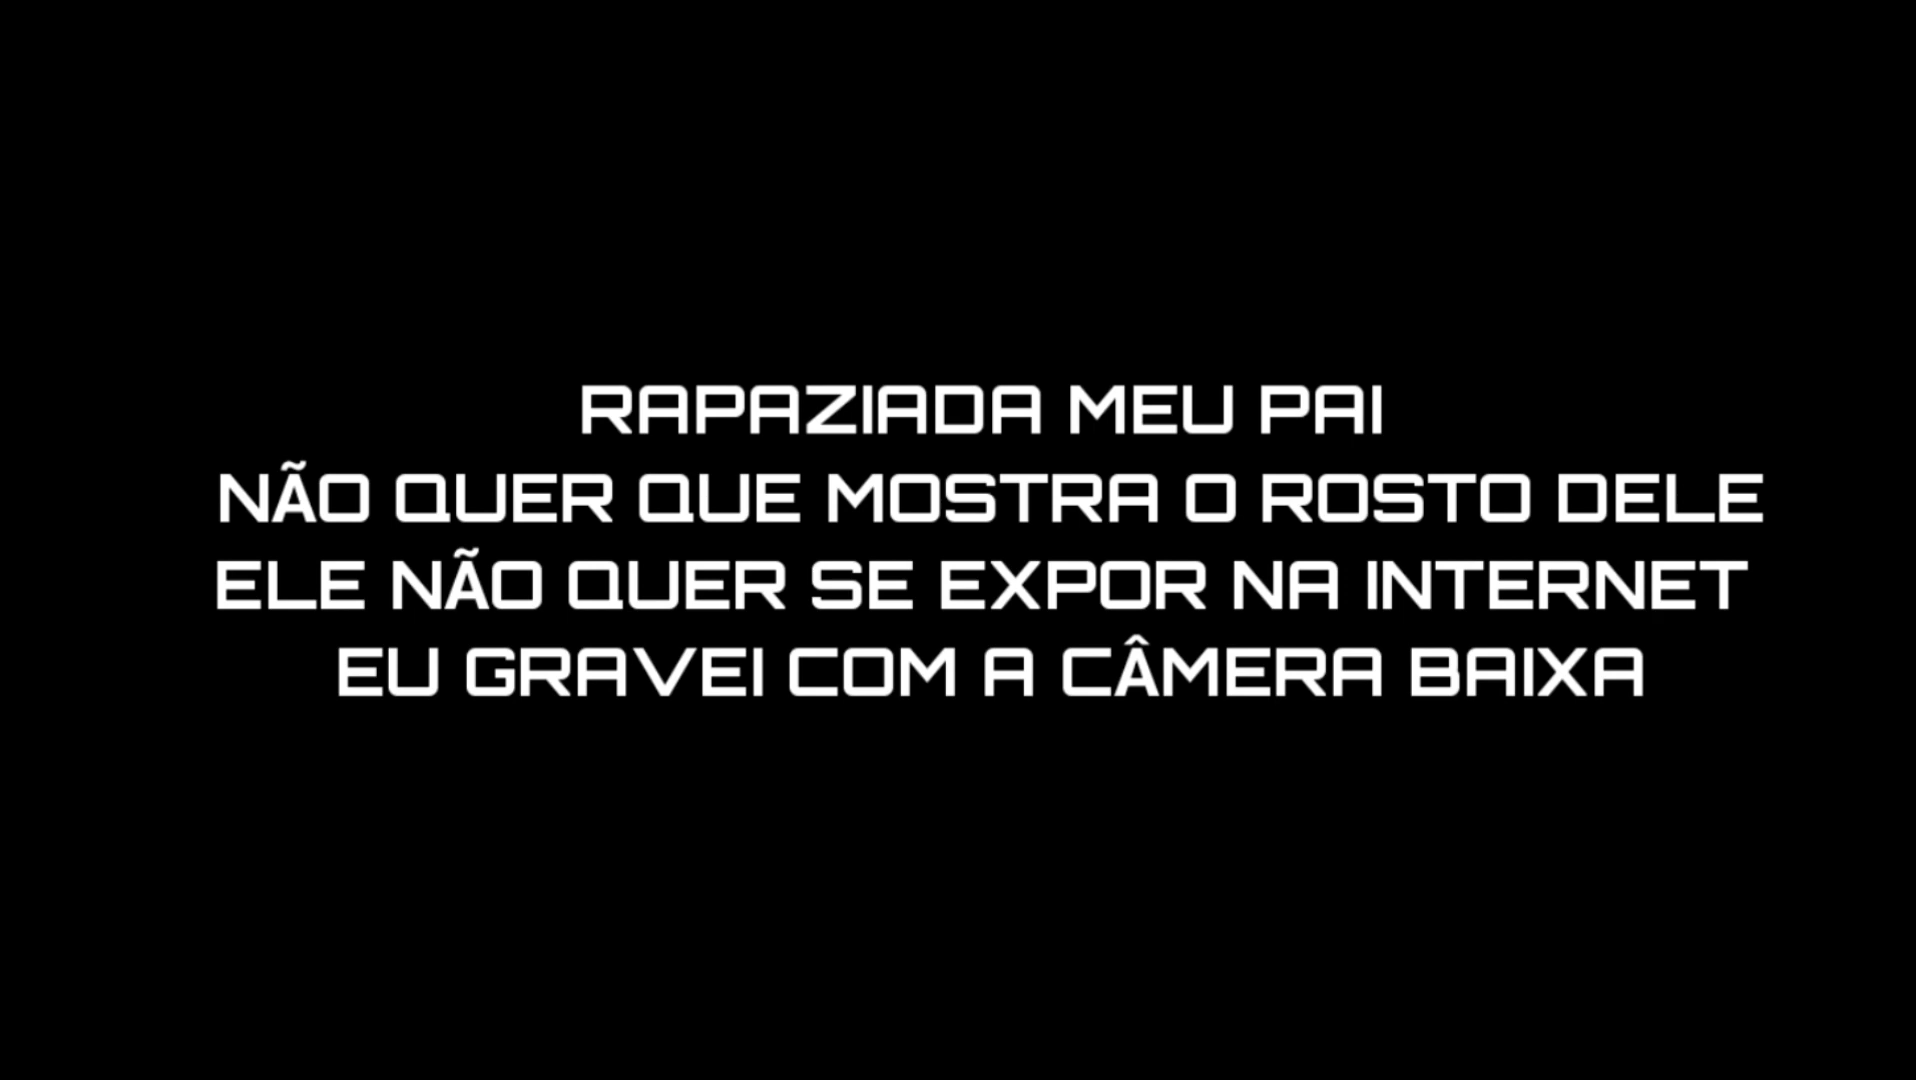 RAPAZIADA MEU PAI
NÃO QUER QUE MOSTRA O ROSTO DELE
ELE NÃO QUER SE EXPOR NA INTERNET
EU GRAVEI COM A CÂMERA BAIXA